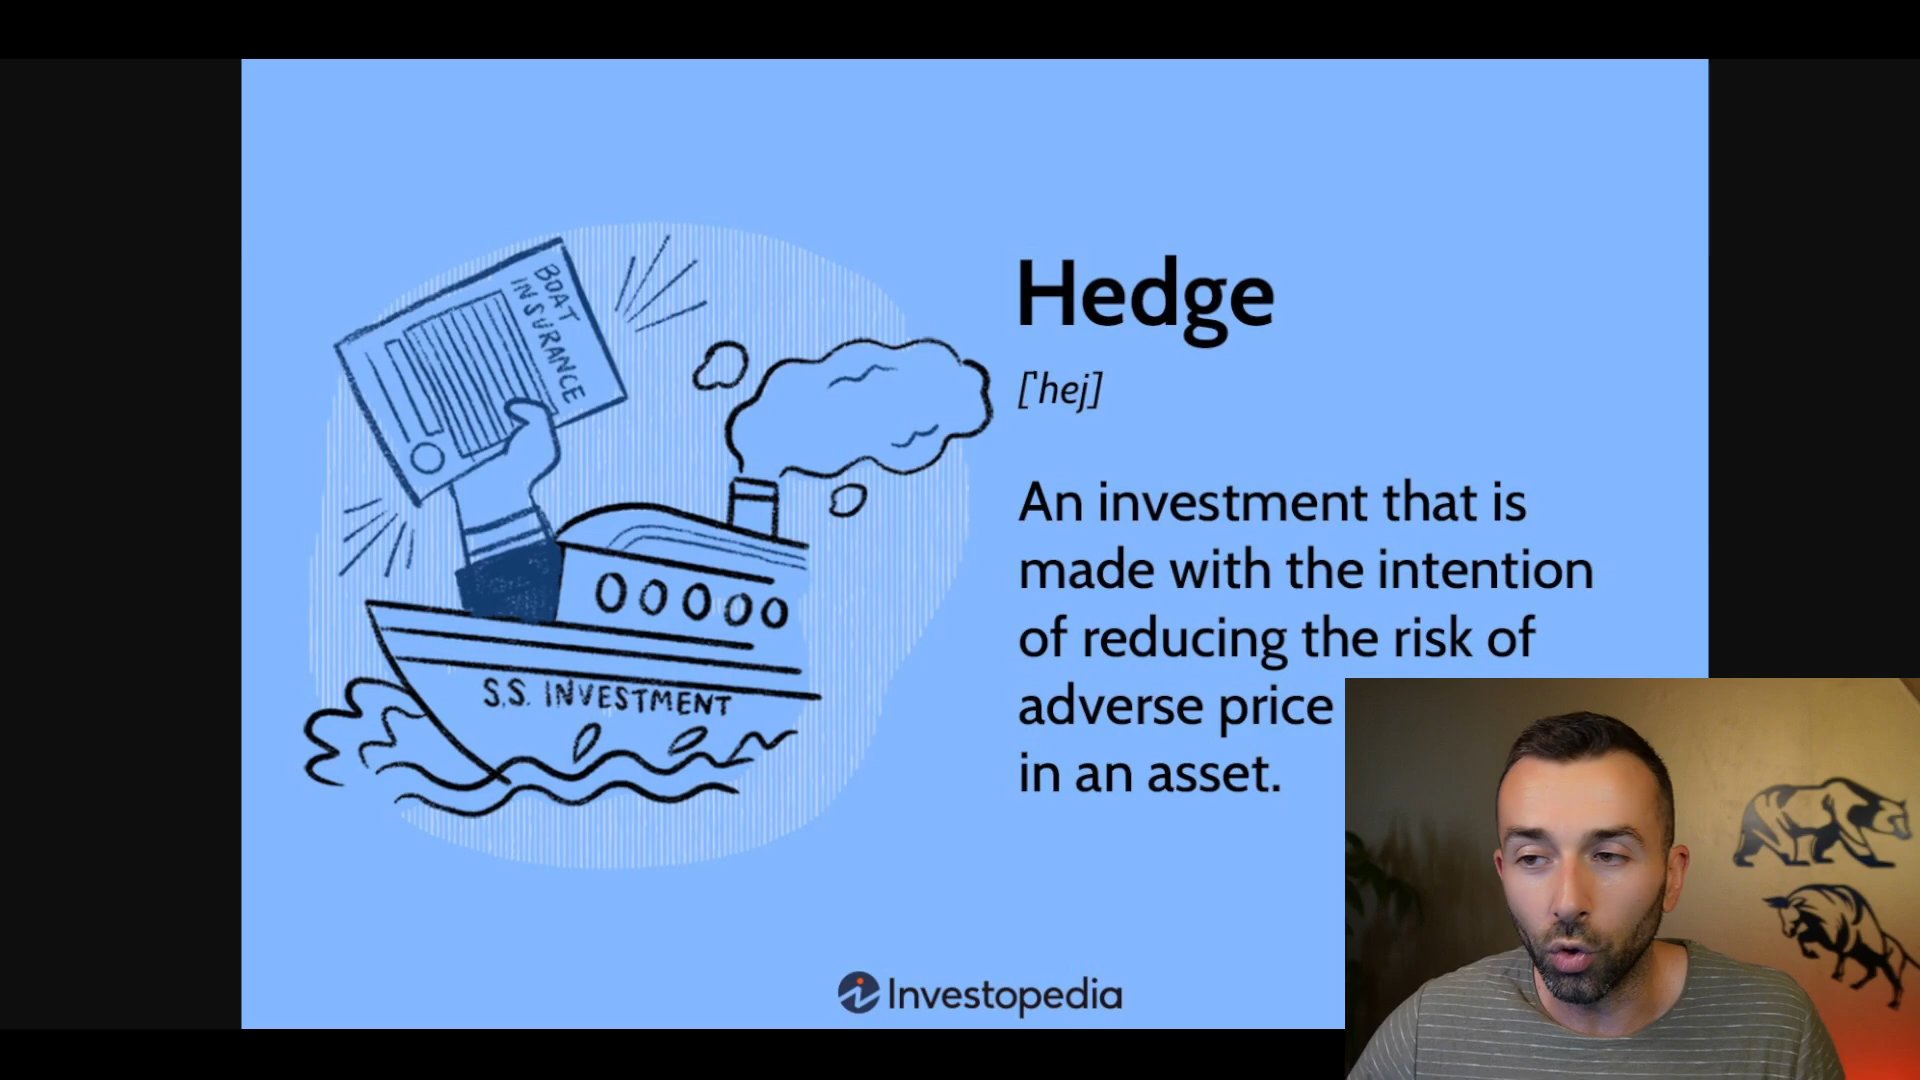 BOAT
INSURANCE
S.S. INVESTMENT
Hedge
['hej]
An investment that is
made with the intention
of reducing the risk of
adverse price
in an asset.
Investopedia